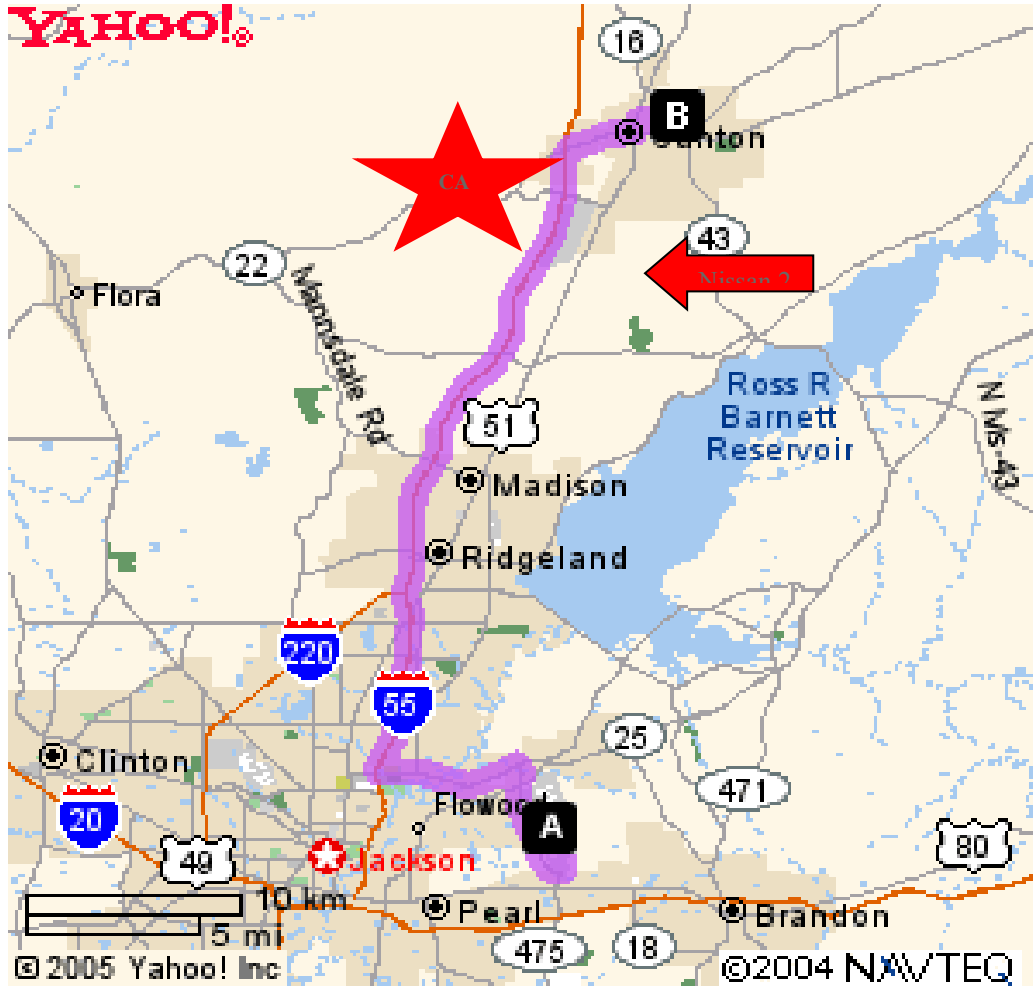 YAHOO!®
16
B
Canton
CA
43
22
Nissan 2
Flora
Mannsdale Rd
Ross R
Barnett
Reservoir
N Ms-43
51
Madison
Ridgeland
220
55
25
Clinton
471
20
Flowood
A
80
49
Jackson
10 km
Pearl
Brandon
5 mi
475
18
© 2005 Yahoo! Inc
©2004 NAVTEQ